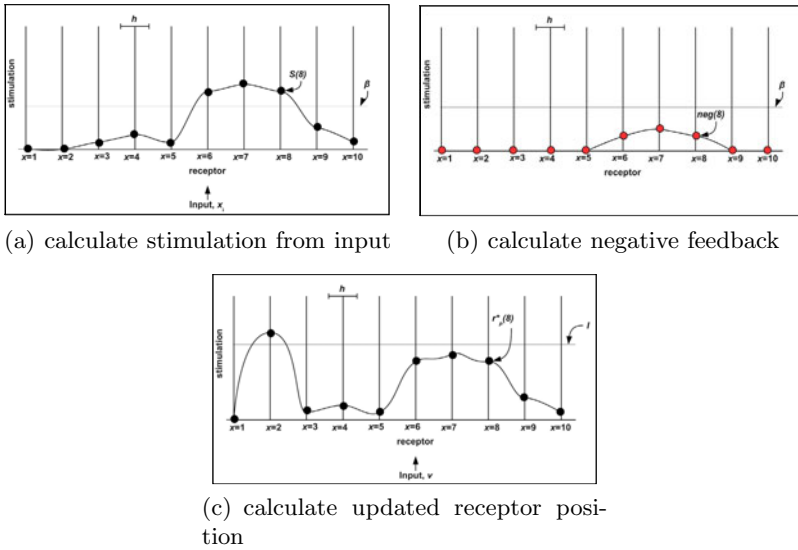 h
stimulation
S(8)
β
x=1 x=2 x=3 x=4 x=5 x=6 x=7 x=8 x=9 x=10
receptor
Input, x_t
(a) calculate stimulation from input
h
stimulation
β
neg(8)
x=1 x=2 x=3 x=4 x=5 x=6 x=7 x=8 x=9 x=10
receptor
(b) calculate negative feedback
h
stimulation
r*_p(8)
l
x=1 x=2 x=3 x=4 x=5 x=6 x=7 x=8 x=9 x=10
receptor
Input, v
(c) calculate updated receptor posi-
tion